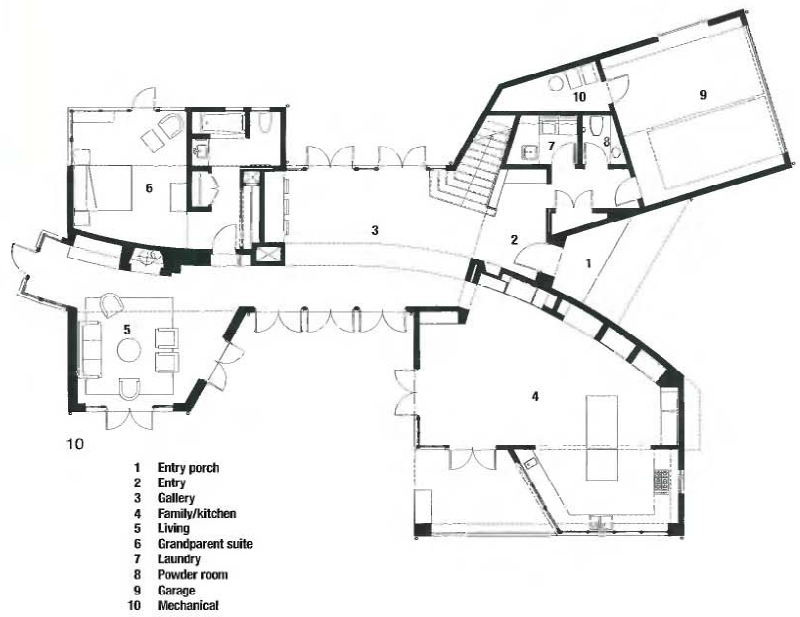 10
9
7
8
6
3
2
1
5
4
10
1 Entry porch
2 Entry
3 Gallery
4 Family/kitchen
5 Living
6 Grandparent suite
7 Laundry
8 Powder room
9 Garage
10 Mechanical